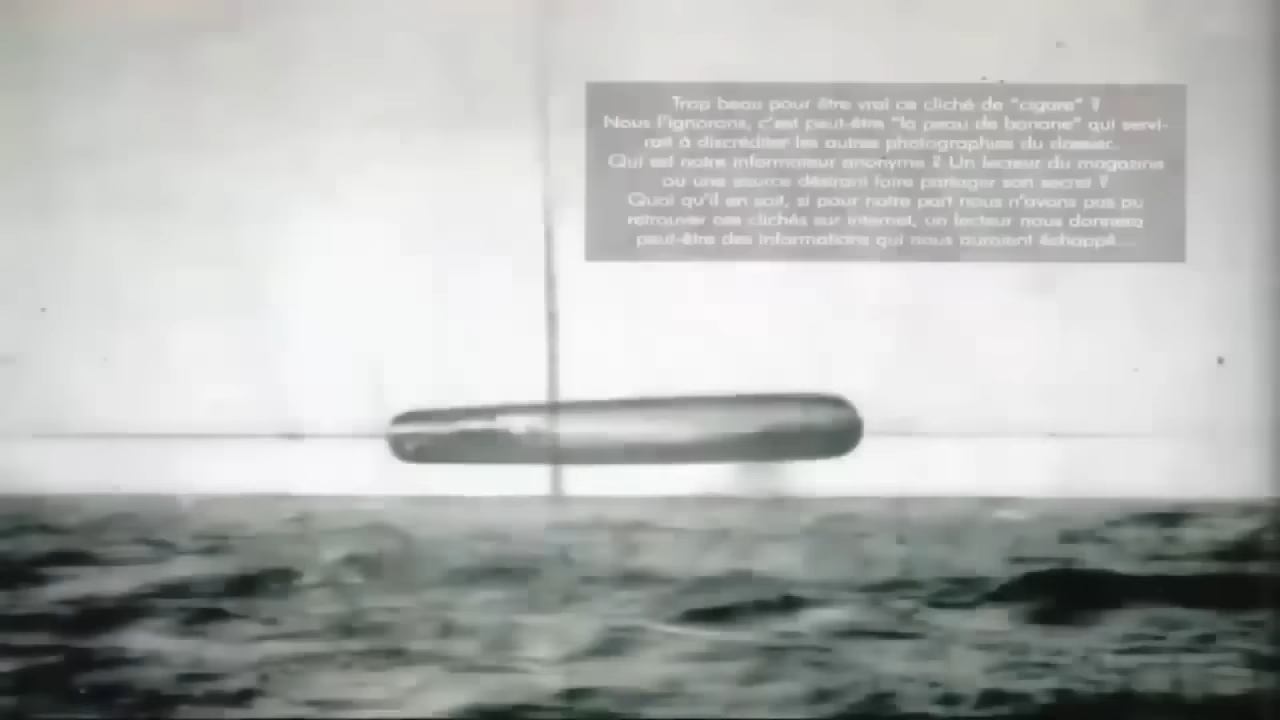 Trop beau pour être vrai ce cliché de "cigare" ?
Nous l'ignorons, c'est peut-être "la peau de banane" qui servi-
rait à discréditer les autres photographies du dossier.
Qui est notre informateur anonyme ? Un lecteur du magazine
ou une source désirant faire partager son secret ?
Quoi qu'il en soit, si pour notre part nous n'avons pas pu
retrouver ces clichés sur internet, un lecteur nous donnera
peut-être des informations qui nous auraient échappé...